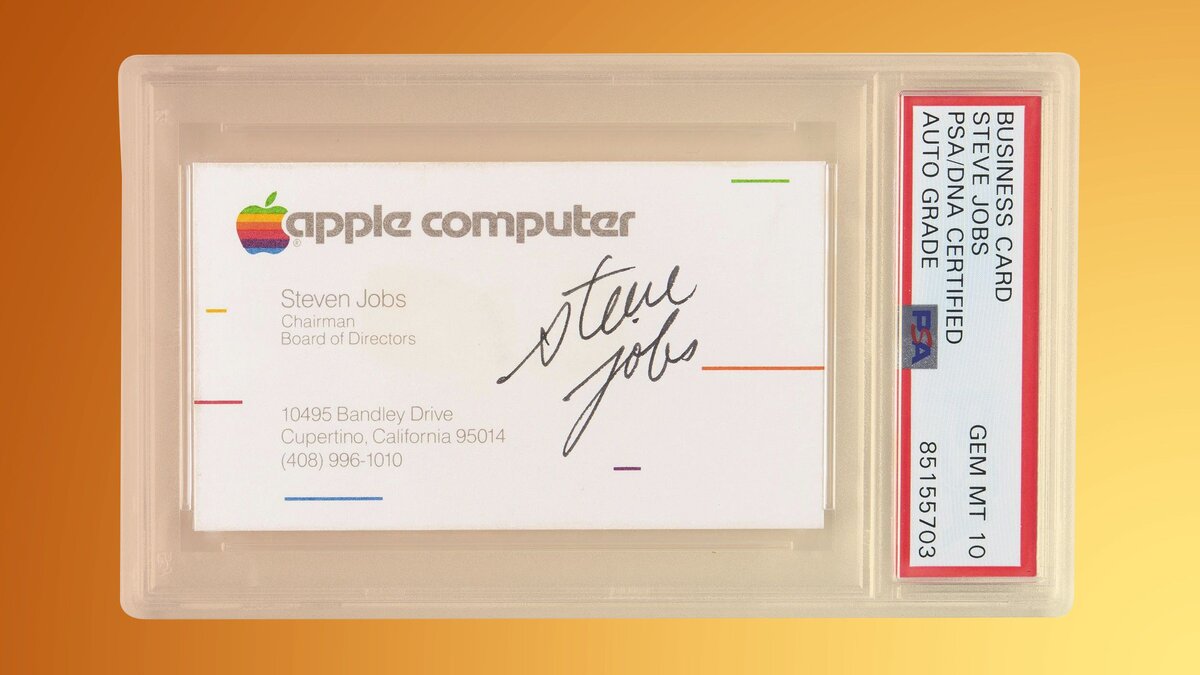 apple computer
®
Steven Jobs
Chairman
Board of Directors
steve
jobs
10495 Bandley Drive
Cupertino, California 95014
(408) 996-1010
BUSINESS CARD
STEVE JOBS
PSA/DNA CERTIFIED
AUTO GRADE
GEM MT 10
85155703
PSA